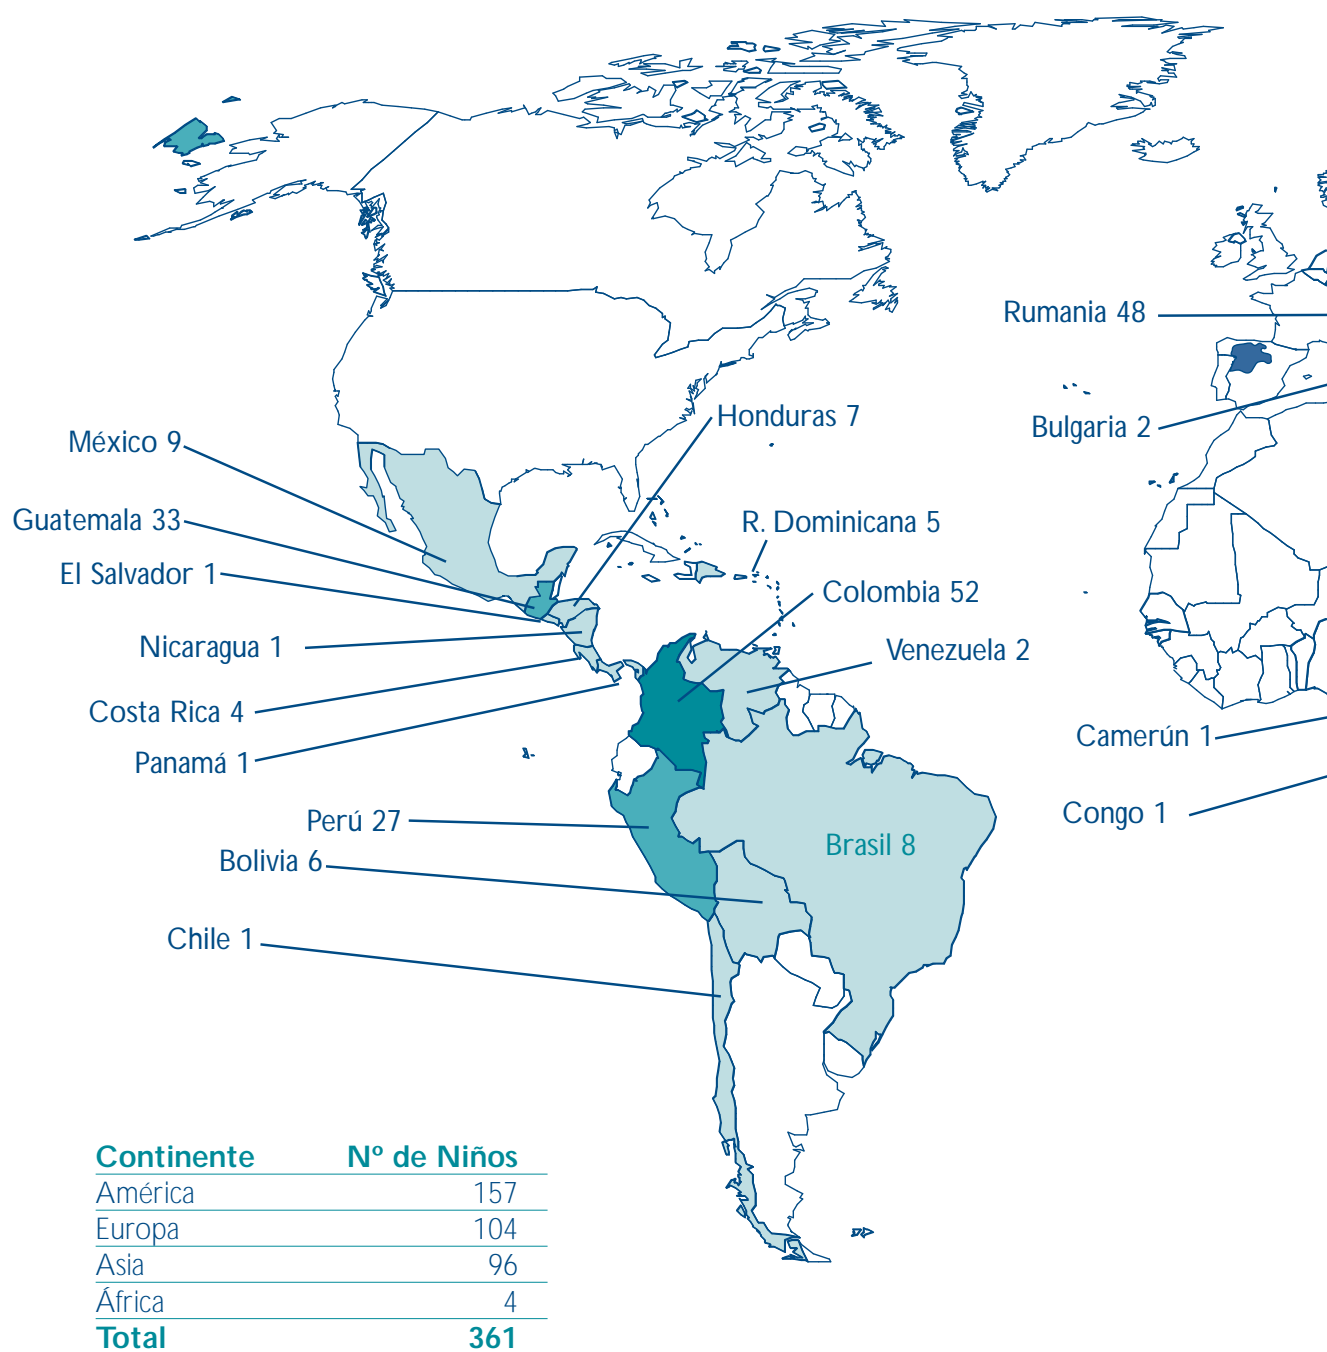 Rumania 48
Honduras 7
Bulgaria 2
México 9
Guatemala 33
R. Dominicana 5
El Salvador 1
Colombia 52
Nicaragua 1
Venezuela 2
Costa Rica 4
Camerún 1
Panamá 1
Congo 1
Perú 27
Brasil 8
Bolivia 6
Chile 1
Continente Nº de Niños
América 157
Europa 104
Asia 96
África 4
Total 361